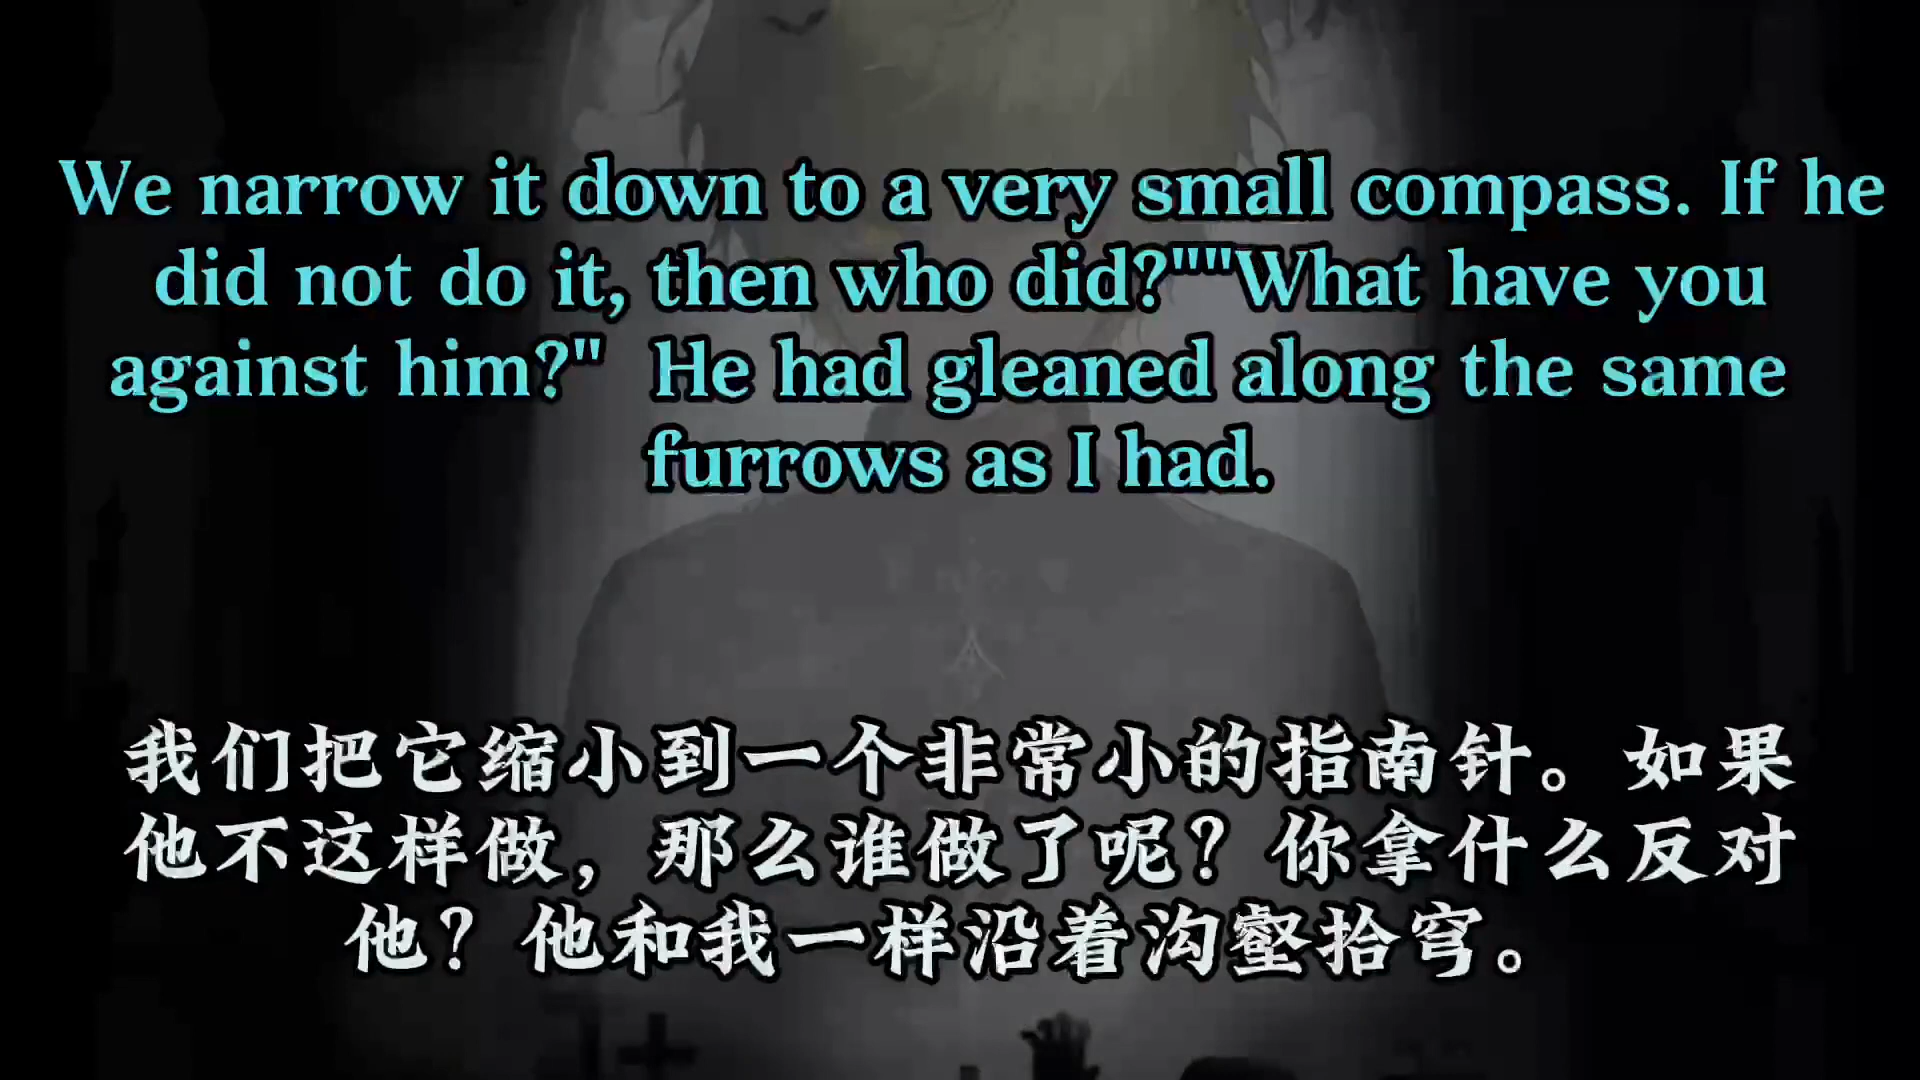 We narrow it down to a very small compass. If he
did not do it, then who did?""What have you
against him?"  He had gleaned along the same
furrows as I had.
我们把它缩小到一个非常小的指南针。如果
他不这样做，那么谁做了呢？你拿什么反对
他？他和我一样沿着沟壑拾穹。